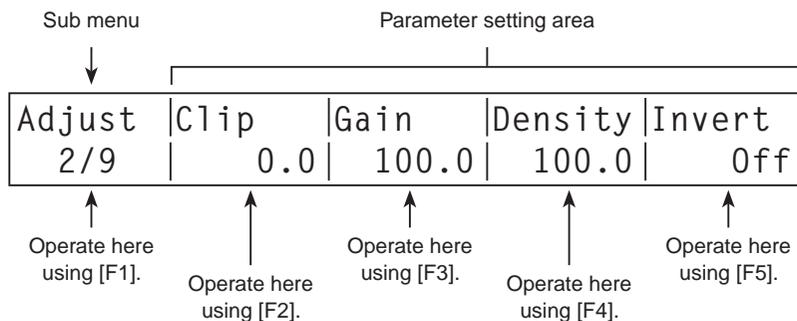 Sub menu
Parameter setting area
Adjust |Clip |Gain |Density|Invert
2/9 | 0.0| 100.0| 100.0| Off
Operate here
using [F1].
Operate here
using [F2].
Operate here
using [F3].
Operate here
using [F4].
Operate here
using [F5].